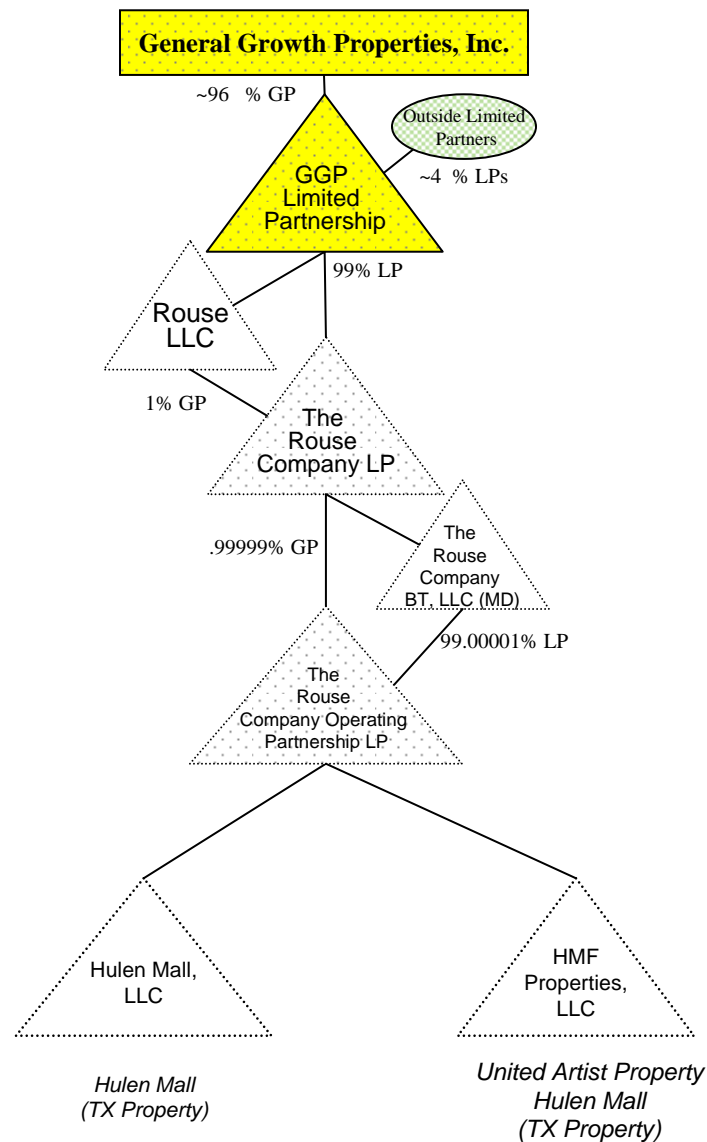 General Growth Properties, Inc.
~96 % GP
Outside Limited
Partners
~4 % LPs
GGP
Limited
Partnership
99% LP
Rouse
LLC
1% GP
The
Rouse
Company LP
.99999% GP
The
Rouse
Company
BT, LLC (MD)
99.00001% LP
The
Rouse
Company Operating
Partnership LP
Hulen Mall,
LLC
HMF
Properties,
LLC
Hulen Mall
(TX Property)
United Artist Property
Hulen Mall
(TX Property)